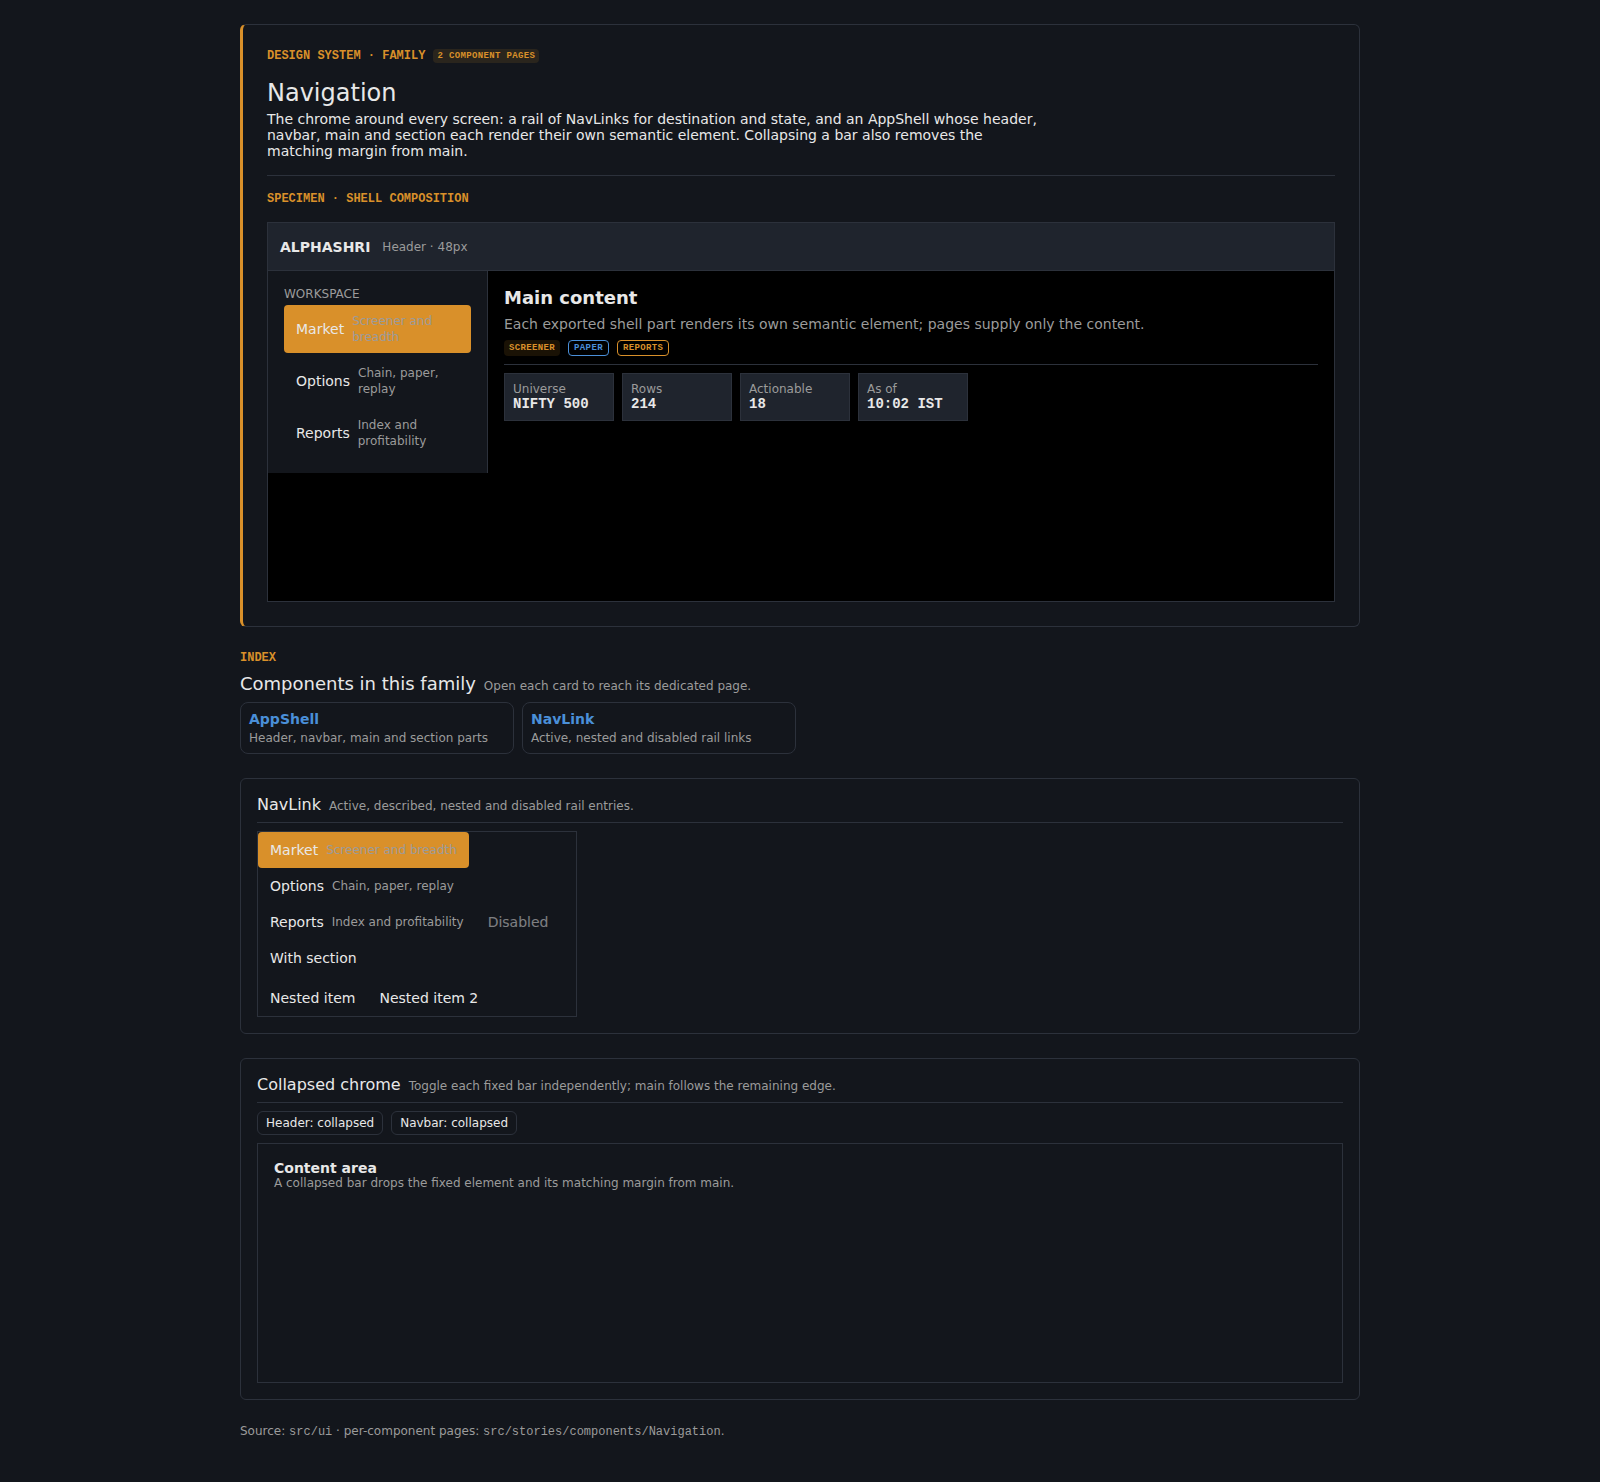 DESIGN SYSTEM · FAMILY 2 COMPONENT PAGES
Navigation
The chrome around every screen: a rail of NavLinks for destination and state, and an AppShell whose header,
navbar, main and section each render their own semantic element. Collapsing a bar also removes the
matching margin from main.
SPECIMEN · SHELL COMPOSITION
ALPHASHRI Header · 48px
WORKSPACE
Market Screener and
breadth
Options Chain, paper,
replay
Reports Index and
profitability
Main content
Each exported shell part renders its own semantic element; pages supply only the content.
SCREENER PAPER REPORTS
Universe Rows Actionable As of
NIFTY 500 214 18 10:02 IST
INDEX
Components in this family Open each card to reach its dedicated page.
AppShell
Header, navbar, main and section parts
NavLink
Active, nested and disabled rail links
NavLink Active, described, nested and disabled rail entries.
Market Screener and breadth
Options Chain, paper, replay
Reports Index and profitability Disabled
With section
Nested item Nested item 2
Collapsed chrome Toggle each fixed bar independently; main follows the remaining edge.
Header: collapsed Navbar: collapsed
Content area
A collapsed bar drops the fixed element and its matching margin from main.
Source: src/ui · per-component pages: src/stories/components/Navigation.